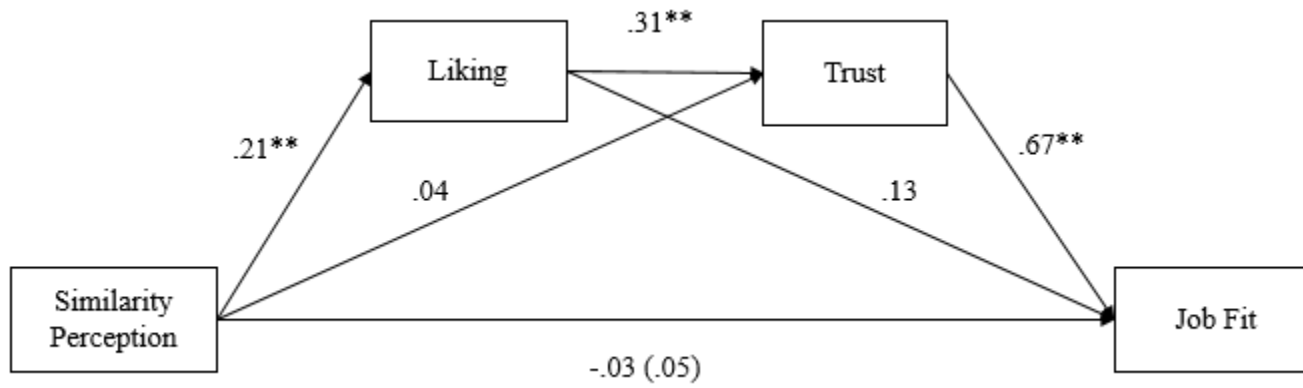 .31**
Liking
Trust
.21**
.67**
.04
.13
Similarity
Perception
Job Fit
-.03 (.05)